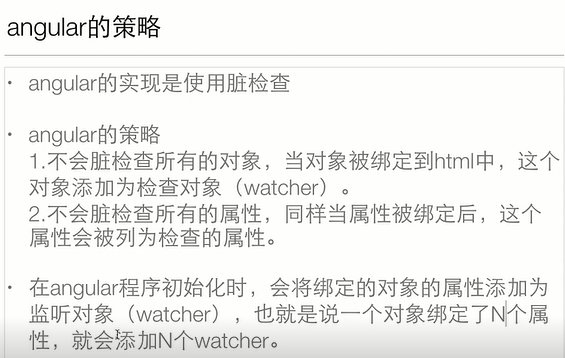 angular的策略
• angular的实现是使用脏检查
• angular的策略
1.不会脏检查所有的对象，当对象被绑定到html中，这个
对象添加为检查对象（watcher）。
2.不会脏检查所有的属性，同样当属性被绑定后，这个
属性会被列为检查的属性。
• 在angular程序初始化时，会将绑定的对象的属性添加为
监听对象（watcher），也就是说一个对象绑定了N个属
性，就会添加N个watcher。